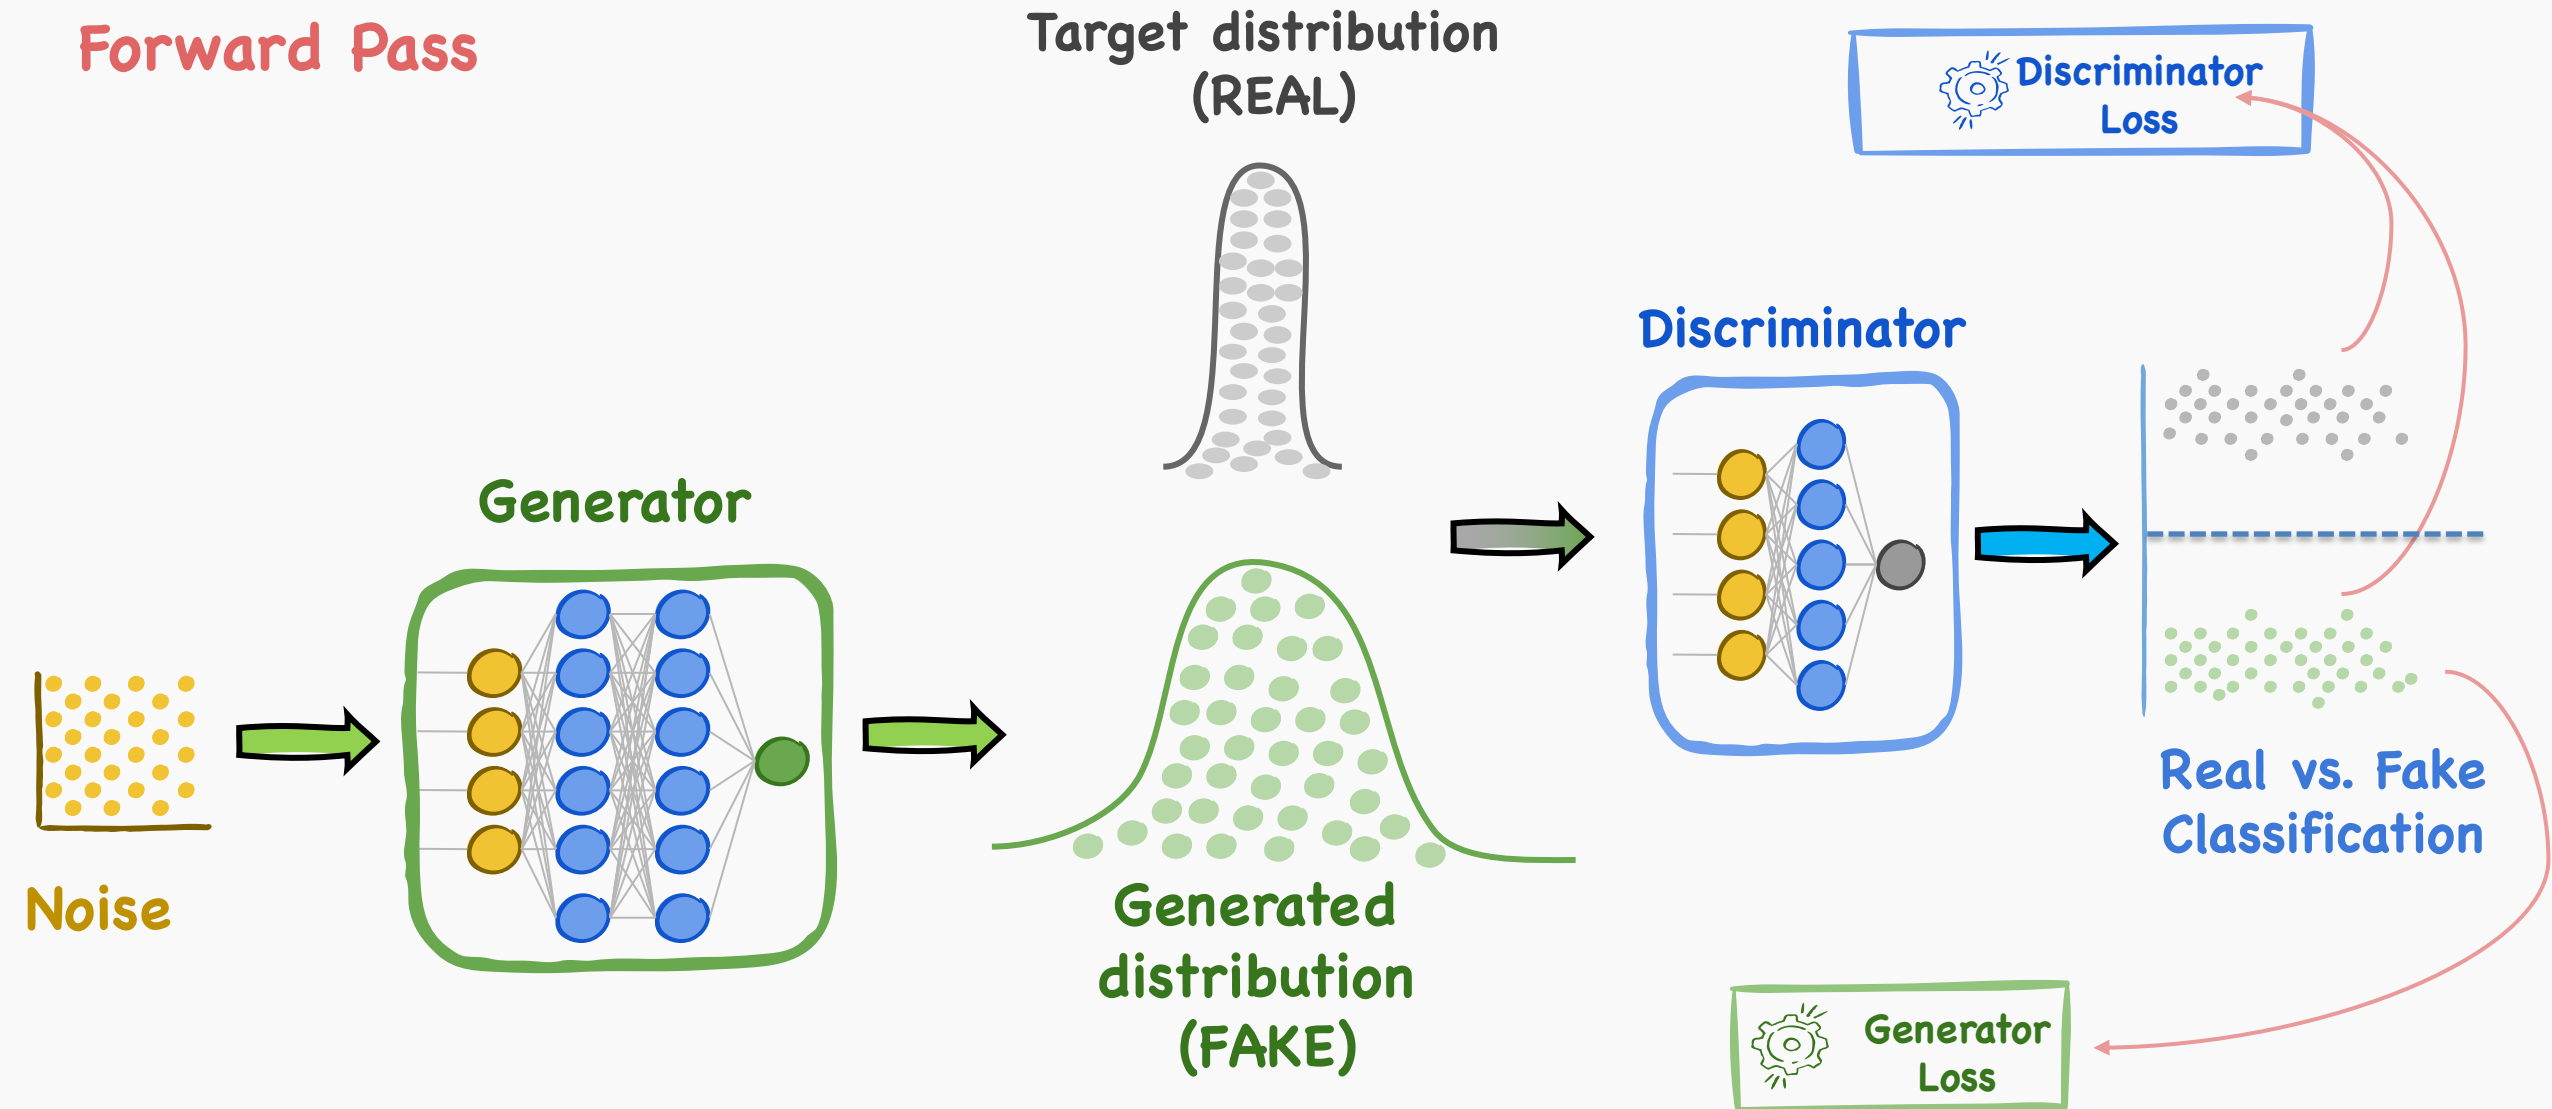 Forward Pass
Target distribution
(REAL)
Discriminator
Loss
Discriminator
Generator
Noise
Generated
distribution
(FAKE)
Real vs. Fake
Classification
Generator
Loss